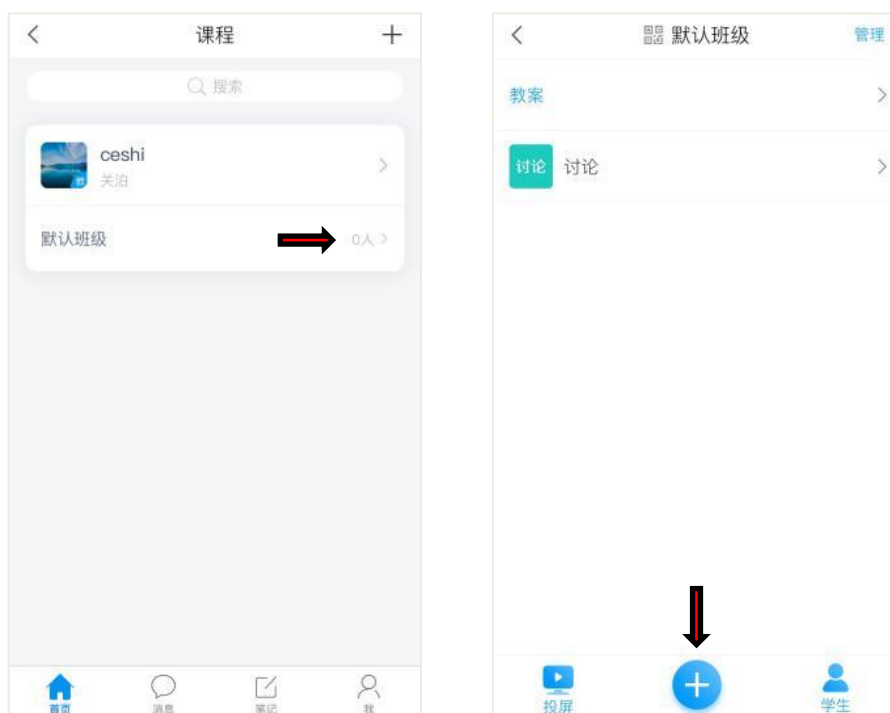 课程
搜索
ceshi
关泊
默认班级
0人
首页
消息
笔记
我
默认班级
管理
教案
讨论 讨论
投屏
学生